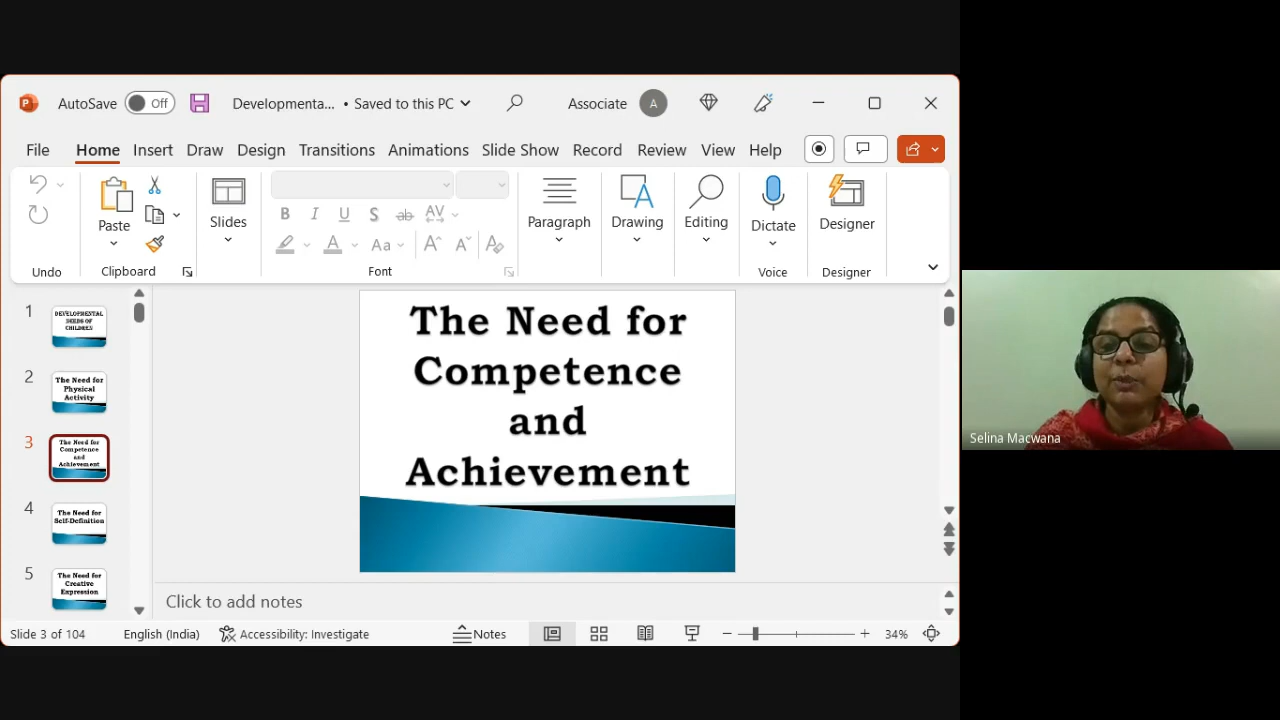 AutoSave Off Developmenta... • Saved to this PC Associate A
File Home Insert Draw Design Transitions Animations Slide Show Record Review View Help
Paste Slides B I U S ab AV Aa A A A Paragraph Drawing Editing Dictate Designer
Undo Clipboard Font Voice Designer
1 DEVELOPMENTAL
NEEDS OF
CHILDREN
2 The Need for
Physical
Activity
3 The Need for
Competence
and
Achievement
4 The Need for
Self-Definition
5 The Need for
Creative
Expression
The Need for
Competence
and
Achievement
Click to add notes
Slide 3 of 104 English (India) Accessibility: Investigate Notes 34%
Selina Macwana